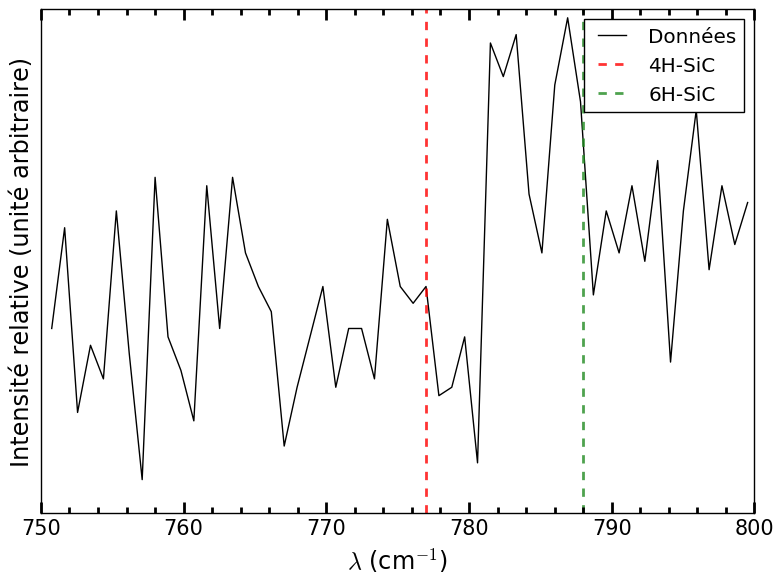 Intensité relative (unité arbitraire)
Données
4H-SiC
6H-SiC
750 760 770 780 790 800
λ (cm⁻¹)